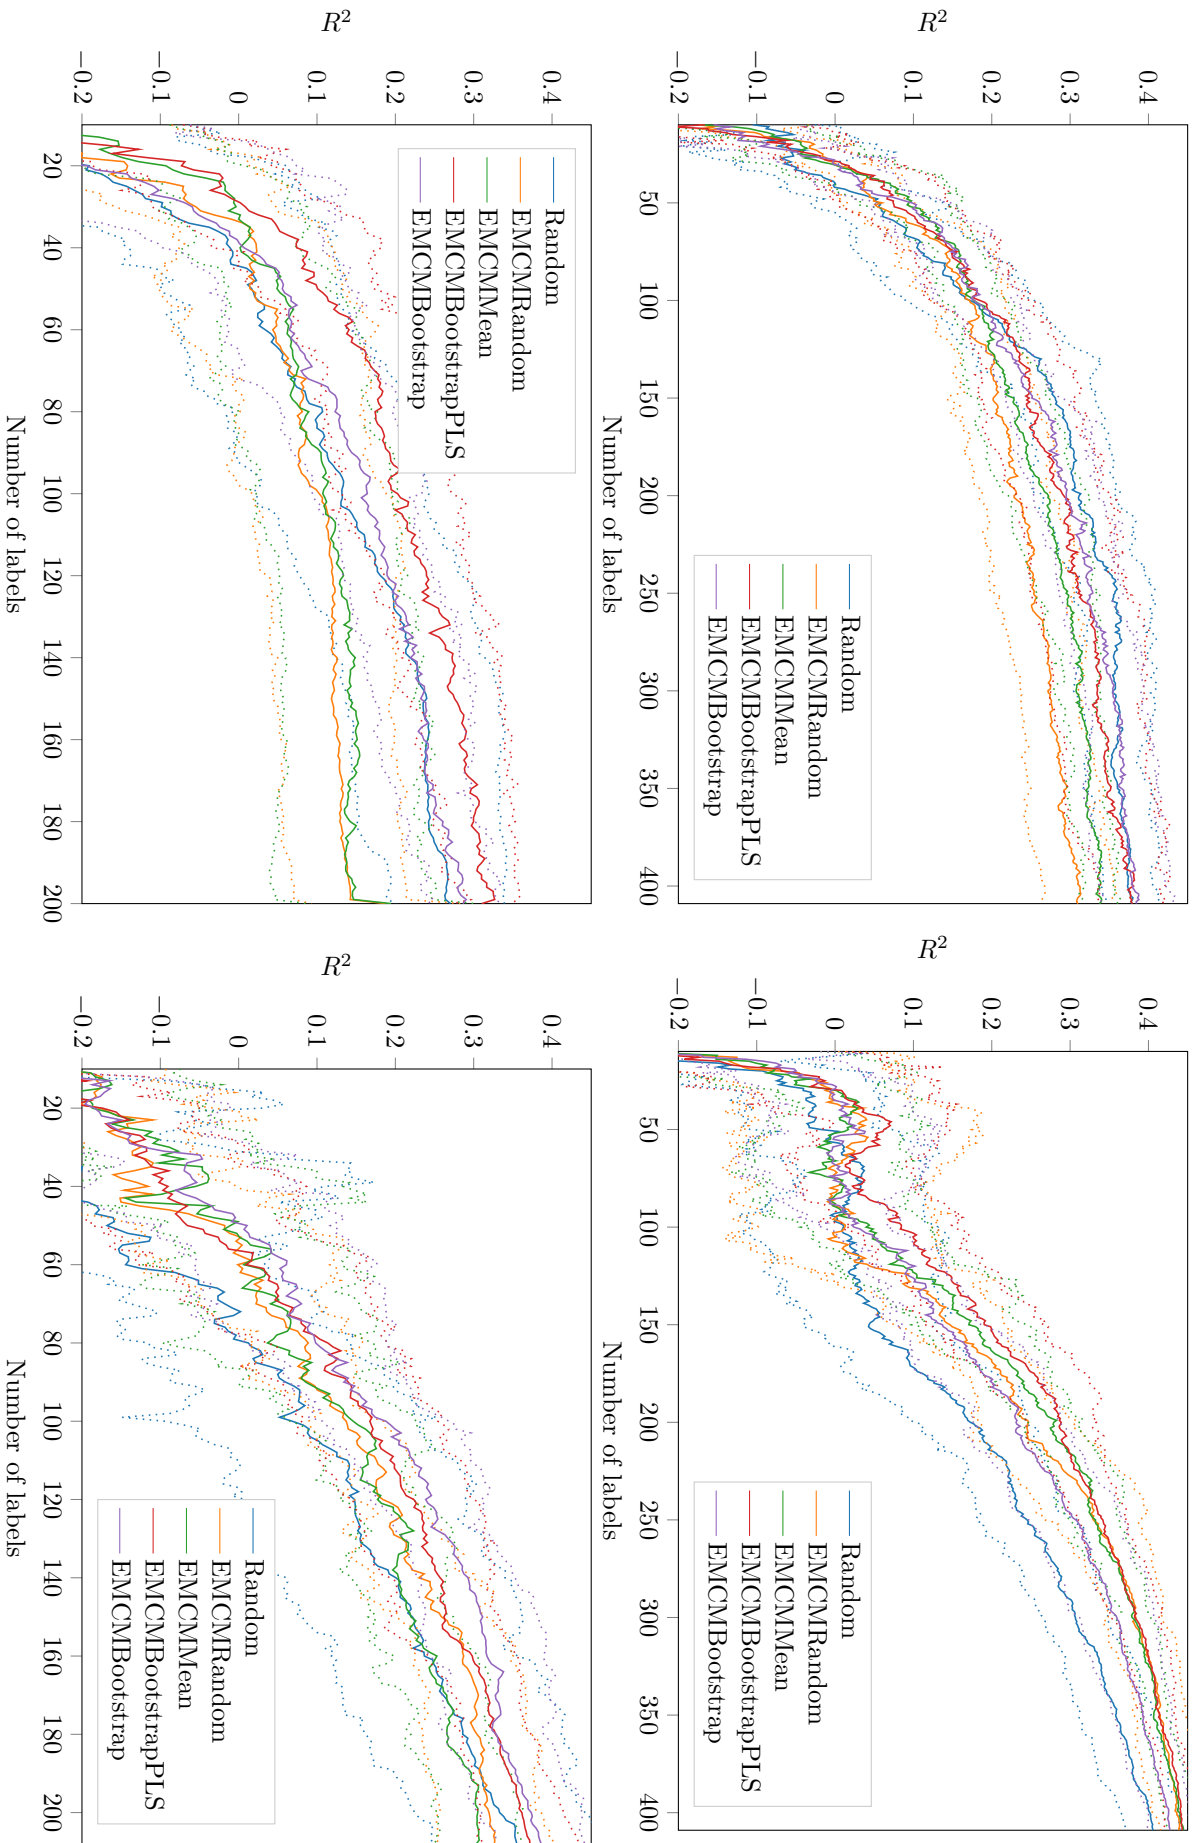 R²
0.4
0.3
0.2
0.1
0
−0.1
−0.2
Random
EMCMRandom
EMCMMean
EMCMBootstrapPLS
EMCMBootstrap
50 100 150 200 250 300 350 400
Number of labels
R²
0.4
0.3
0.2
0.1
0
−0.1
−0.2
Random
EMCMRandom
EMCMMean
EMCMBootstrapPLS
EMCMBootstrap
50 100 150 200 250 300 350 400
Number of labels
R²
0.4
0.3
0.2
0.1
0
−0.1
−0.2
Random
EMCMRandom
EMCMMean
EMCMBootstrapPLS
EMCMBootstrap
20 40 60 80 100 120 140 160 180 200
Number of labels
R²
0.4
0.3
0.2
0.1
0
−0.1
−0.2
Random
EMCMRandom
EMCMMean
EMCMBootstrapPLS
EMCMBootstrap
20 40 60 80 100 120 140 160 180 200
Number of labels